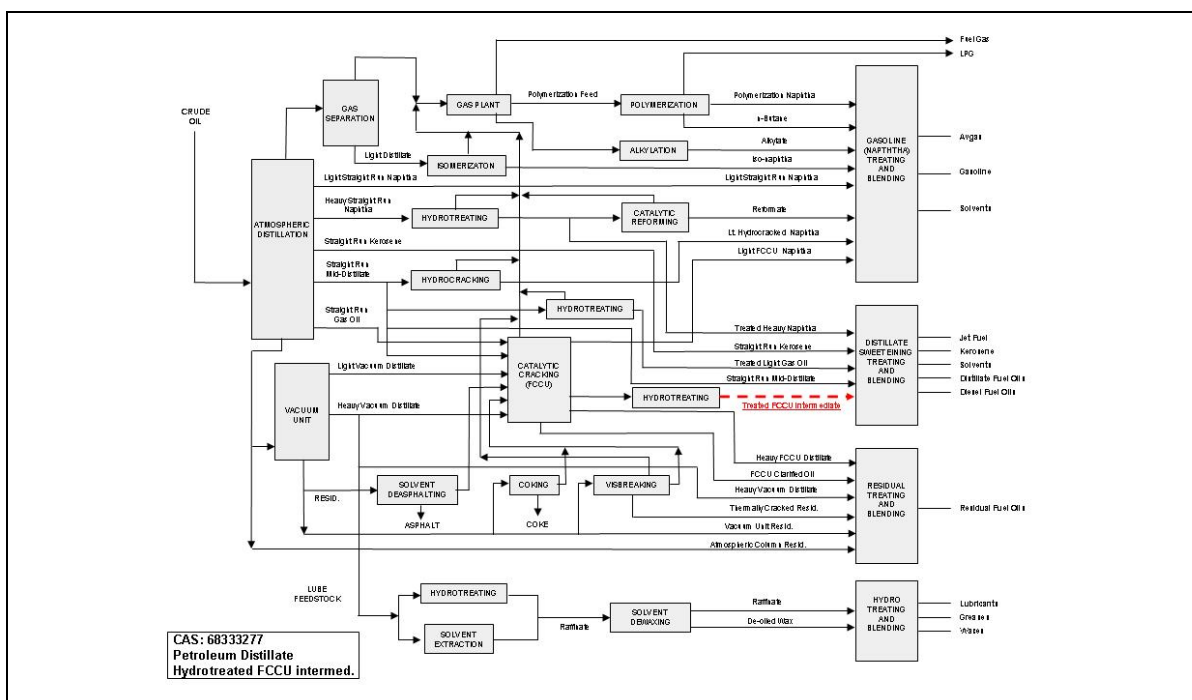 Fuel Gas
LPG
CRUDE
OIL
GAS
SEPARATION
GAS PLANT
Polymerization Feed
POLYMERIZATION
Polymerization Naphtha
n-Butane
Light Distillate
ISOMERIZATON
ALKYLATION
Alkylate
Iso-naphtha
GASOLINE
(NAPTHTHA)
TREATING
AND
BLENDING
Avgas
Gasoline
Solvents
ATMOSPHERIC
DISTILLATION
Light Straight Run Naphtha
Light Straight Run Naphtha
Heavy Straight Run
Naphtha
HYDROTREATING
CATALYTIC
REFORMING
Reformate
Lt. Hydrocracked Naphtha
Straight Run Kerosene
Light FCCU Naphtha
Straight Run
Mid-Distillate
HYDROCRACKING
Straight Run
Gas Oil
HYDROTREATING
Treated Heavy Naphtha
Straight Run Kerosene
Treated Light Gas Oil
Straight Run Mid-Distillate
DISTILLATE
SWEETEINING
TREATING
AND
BLENDING
Jet Fuel
Kerosene
Solvents
Distillate Fuel Oils
Diesel Fuel Oils
Light Vacuum Distillate
CATALYTIC
CRACKING
(FCCU)
HYDROTREATING
Treated FCCU Intermediate
VACUUM
UNIT
Heavy Vacuum Distillate
Heavy FCCU Distillate
FCCU Clarified Oil
Heavy Vacuum Distillate
Thermally Cracked Resid.
Vacuum Unit Resid.
Atmospheric Column Resid.
RESIDUAL
TREATING
AND
BLENDING
Residual Fuel Oils
RESID.
SOLVENT
DEASPHALTING
COKING
VISBREAKING
ASPHALT
COKE
LUBE
FEEDSTOCK
HYDROTREATING
SOLVENT
EXTRACTION
Raffinate
SOLVENT
DEWAXING
Raffinate
De-oiled Wax
HYDRO
TREATING
AND
BLENDING
Lubricants
Greases
Waxes
CAS: 68333277
Petroleum Distillate
Hydrotreated FCCU intermed.